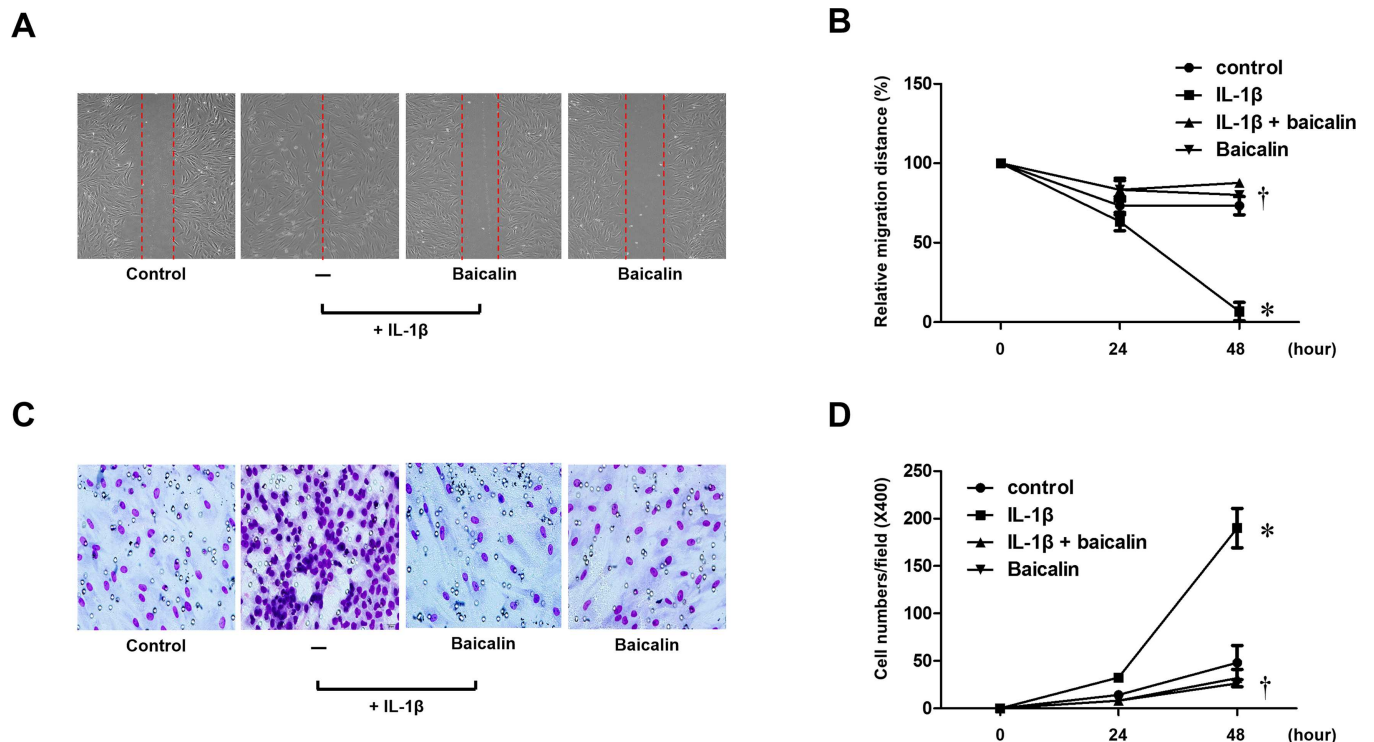 A
Control
—
Baicalin
Baicalin
+ IL-1β
B
Relative migration distance (%)
150
100
50
0
0
24
48
(hour)
control
IL-1β
IL-1β + baicalin
Baicalin
†
*
C
Control
—
Baicalin
Baicalin
+ IL-1β
D
Cell numbers/field (X400)
250
200
150
100
50
0
0
24
48
(hour)
control
IL-1β
IL-1β + baicalin
Baicalin
*
†